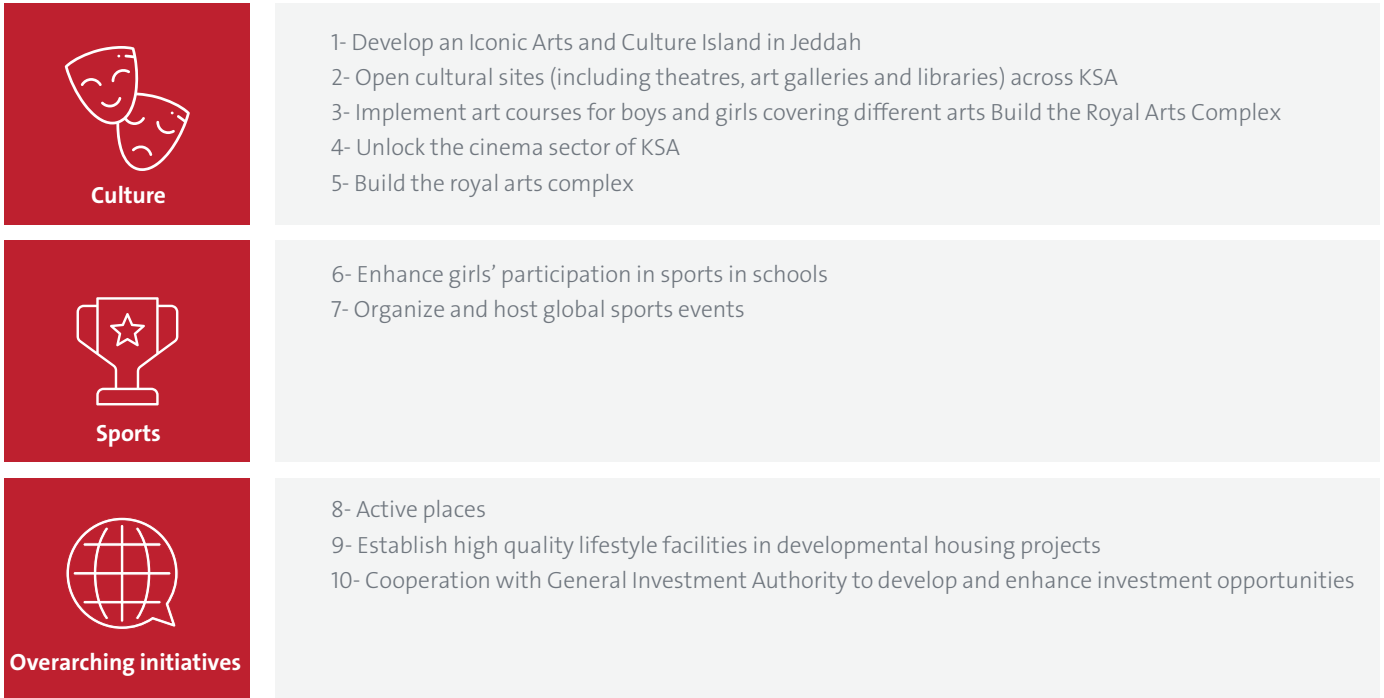 1- Develop an Iconic Arts and Culture Island in Jeddah
2- Open cultural sites (including theatres, art galleries and libraries) across KSA
3- Implement art courses for boys and girls covering different arts Build the Royal Arts Complex
4- Unlock the cinema sector of KSA
5- Build the royal arts complex
Culture
6- Enhance girls’ participation in sports in schools
7- Organize and host global sports events
Sports
8- Active places
9- Establish high quality lifestyle facilities in developmental housing projects
10- Cooperation with General Investment Authority to develop and enhance investment opportunities
Overarching initiatives